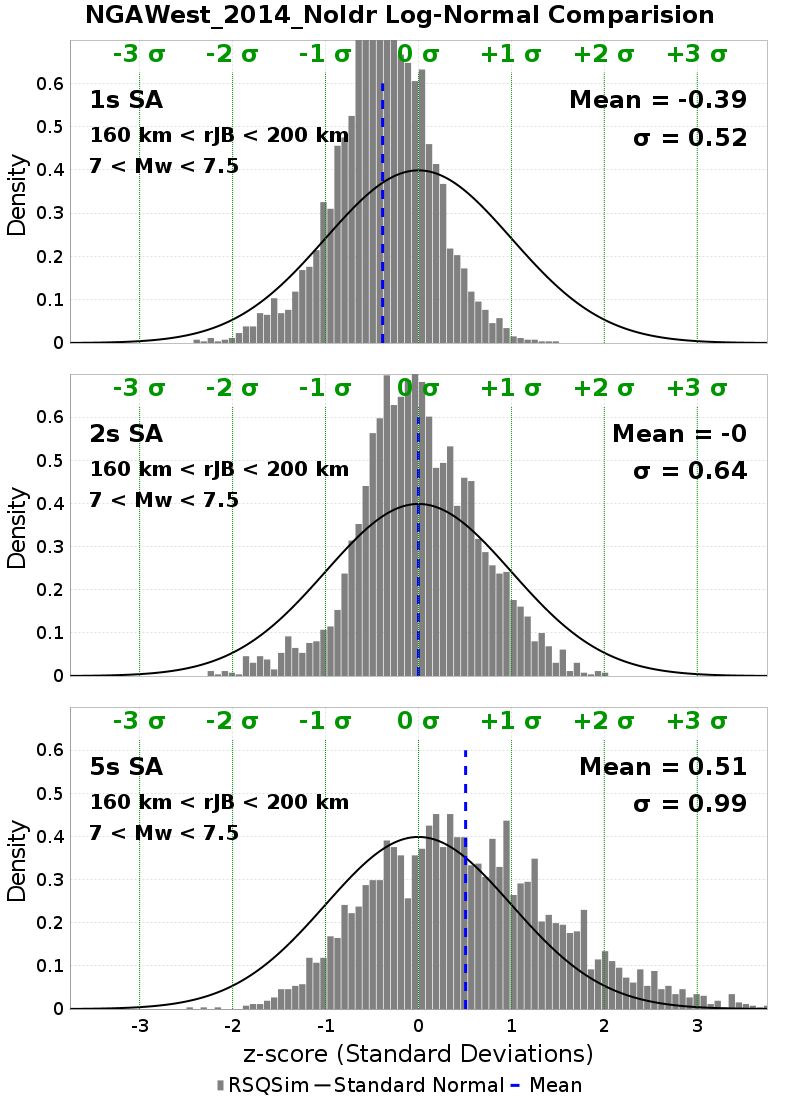 NGAWest_2014_NoIdr Log-Normal Comparision
-3 σ -2 σ -1 σ 0 σ +1 σ +2 σ +3 σ
0.6
1s SA
Mean = -0.39
0.5
160 km < rJB < 200 km
σ = 0.52
7 < Mw < 7.5
0.4
0.3
0.2
0.1
0
Density
-3 σ -2 σ -1 σ 0 σ +1 σ +2 σ +3 σ
0.6
2s SA
Mean = -0
0.5
160 km < rJB < 200 km
σ = 0.64
7 < Mw < 7.5
0.4
0.3
0.2
0.1
0
Density
-3 σ -2 σ -1 σ 0 σ +1 σ +2 σ +3 σ
0.6
5s SA
Mean = 0.51
0.5
160 km < rJB < 200 km
σ = 0.99
7 < Mw < 7.5
0.4
0.3
0.2
0.1
0
Density
-3 -2 -1 0 1 2 3
z-score (Standard Deviations)
RSQSim Standard Normal Mean